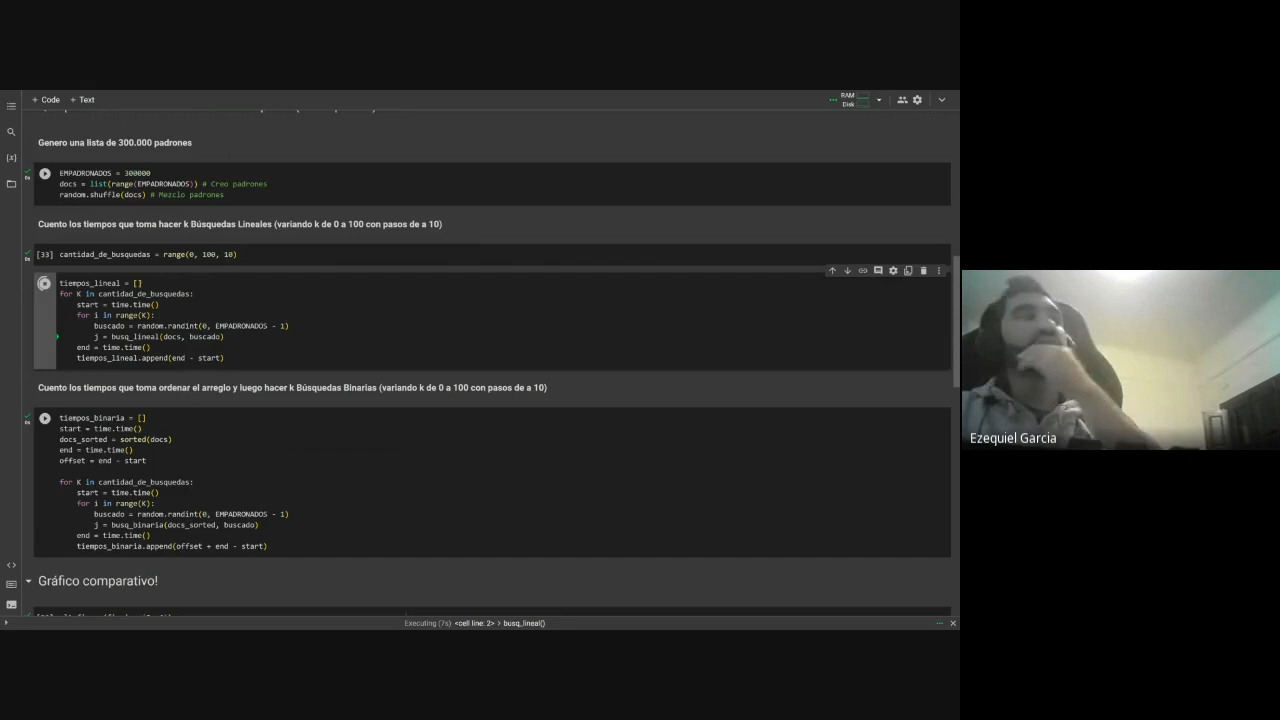 + Code + Text
RAM
Disk
Genero una lista de 300.000 padrones
EMPADRONADOS = 300000
docs = list(range(EMPADRONADOS)) # Creo padrones
random.shuffle(docs) # Mezclo padrones
0s
Cuento los tiempos que toma hacer k Búsquedas Lineales (variando k de 0 a 100 con pasos de a 10)
[33] cantidad_de_busquedas = range(0, 100, 10)
0s
tiempos_lineal = []
for K in cantidad_de_busquedas:
start = time.time()
for i in range(K):
buscado = random.randint(0, EMPADRONADOS - 1)
j = busq_lineal(docs, buscado)
end = time.time()
tiempos_lineal.append(end - start)
Cuento los tiempos que toma ordenar el arreglo y luego hacer k Búsquedas Binarias (variando k de 0 a 100 con pasos de a 10)
tiempos_binaria = []
0s
start = time.time()
docs_sorted = sorted(docs)
end = time.time()
offset = end - start
for K in cantidad_de_busquedas:
start = time.time()
for i in range(K):
buscado = random.randint(0, EMPADRONADOS - 1)
j = busq_binaria(docs_sorted, buscado)
end = time.time()
tiempos_binaria.append(offset + end - start)
Gráfico comparativo!
Executing (7s) <cell line: 2> > busq_lineal()
Ezequiel Garcia